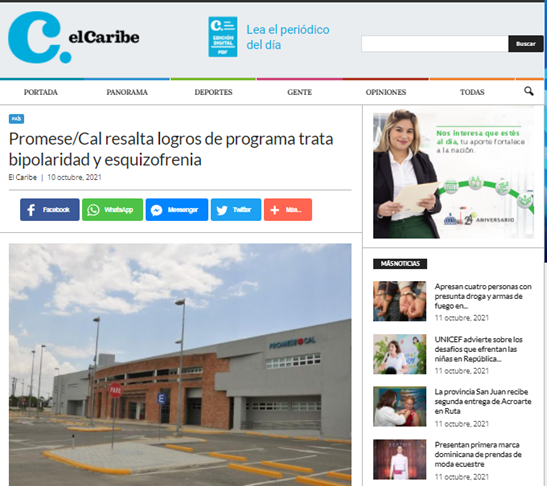 C. elCaribe
EDICIÓN
DIGITAL
PDF
Lea el periódico
del día
Buscar
PORTADA
PANORAMA
DEPORTES
GENTE
OPINIONES
TODAS
PAÍS
Promese/Cal resalta logros de programa trata
bipolaridad y esquizofrenia
El Caribe | 10 octubre, 2021
Facebook
WhatsApp
Messenger
Twitter
Más...
PROMESE CAL
PARE
E
Nos interesa que estés
al día, tu aporte fortalece
a la nación.
ANIVERSARIO
MÁSNOTICIAS
Apresan cuatro personas con
presunta droga y armas de
fuego en...
11 octubre, 2021
UNICEF advierte sobre los
desafíos que efrentan las
niñas en República...
11 octubre, 2021
La provincia San Juan recibe
segunda entrega de Acroarte
en Ruta
11 octubre, 2021
Presentan primera marca
dominicana de prendas de
moda ecuestre
11 octubre, 2021